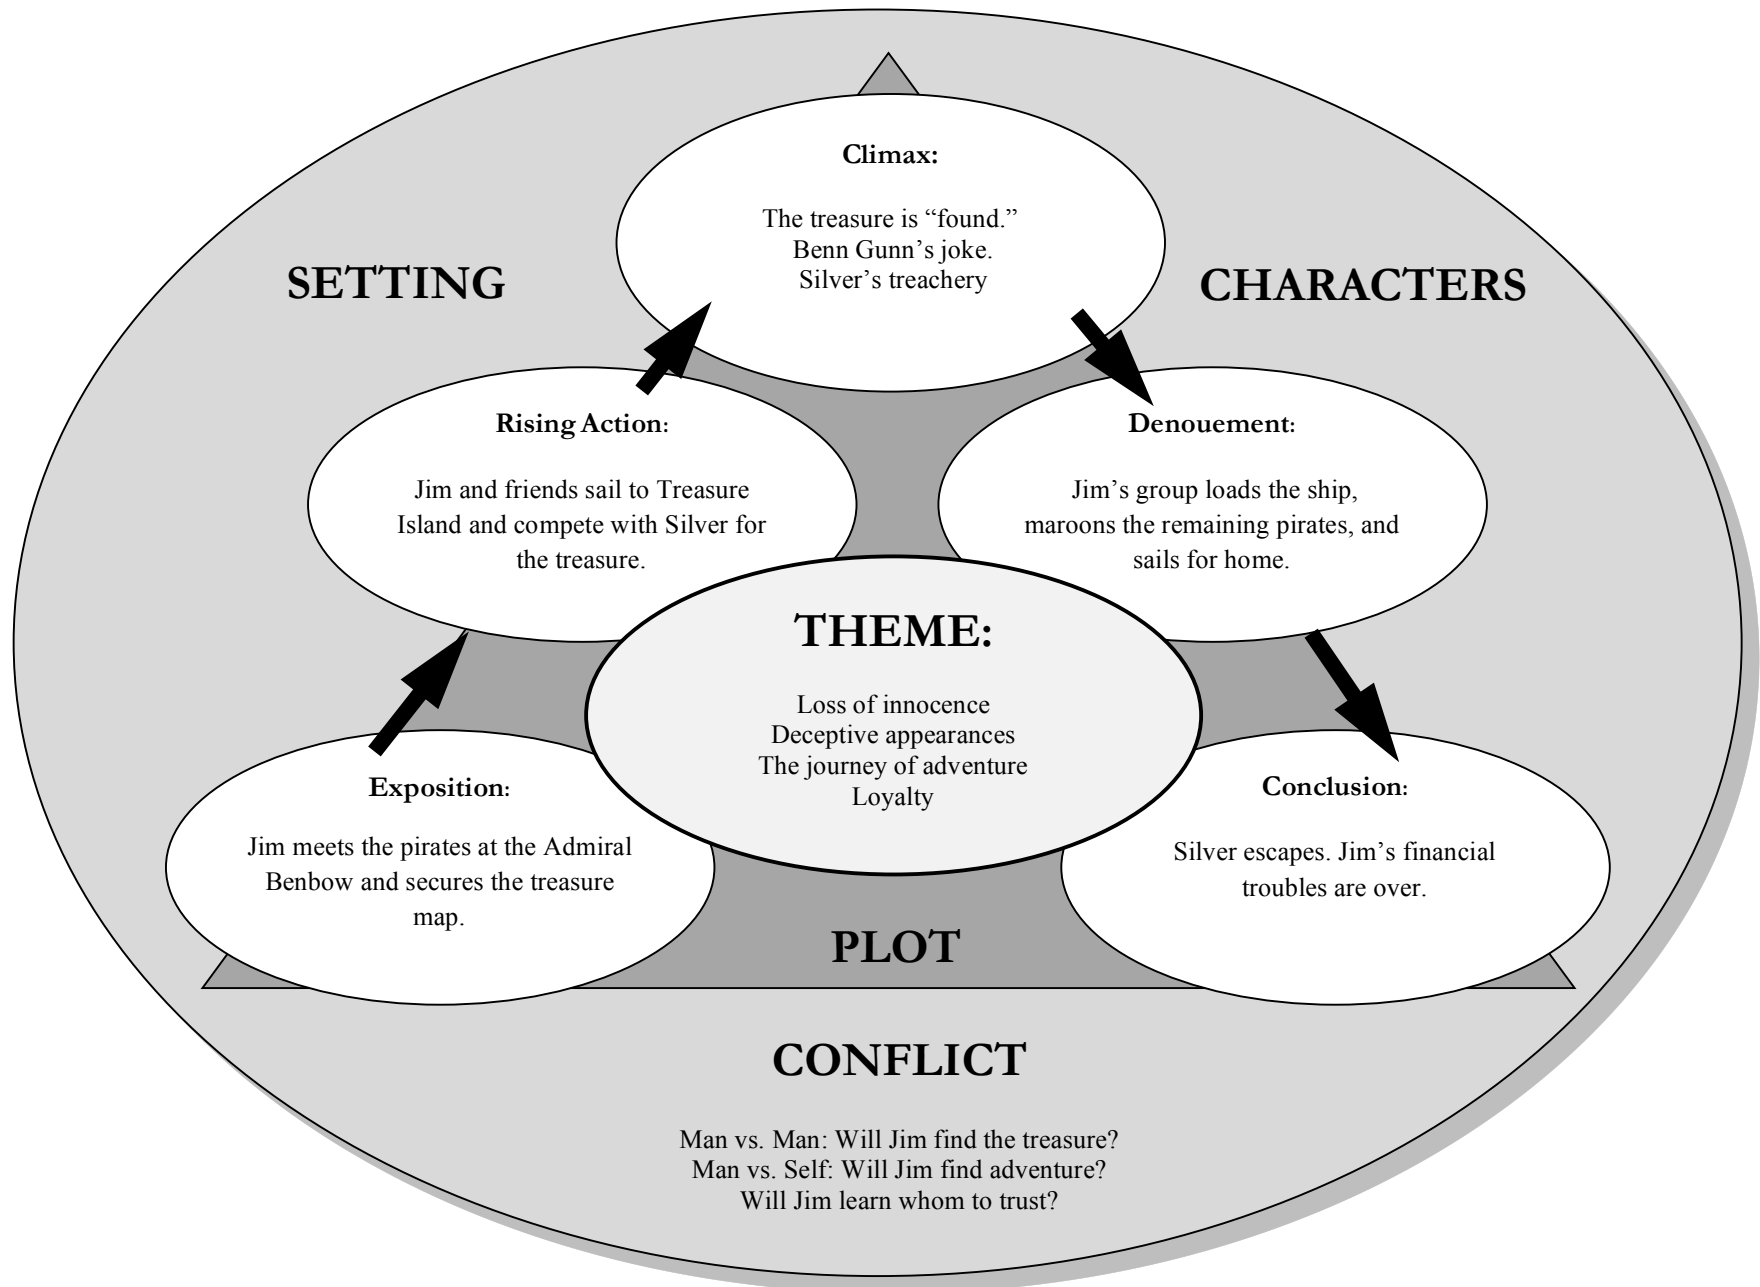 Climax:
The treasure is “found.”
Benn Gunn’s joke.
Silver’s treachery
SETTING
CHARACTERS
Rising Action:
Jim and friends sail to Treasure
Island and compete with Silver for
the treasure.
Denouement:
Jim’s group loads the ship,
maroons the remaining pirates, and
sails for home.
THEME:
Loss of innocence
Deceptive appearances
The journey of adventure
Loyalty
Exposition:
Jim meets the pirates at the Admiral
Benbow and secures the treasure
map.
Conclusion:
Silver escapes. Jim’s financial
troubles are over.
PLOT
CONFLICT
Man vs. Man: Will Jim find the treasure?
Man vs. Self: Will Jim find adventure?
Will Jim learn whom to trust?